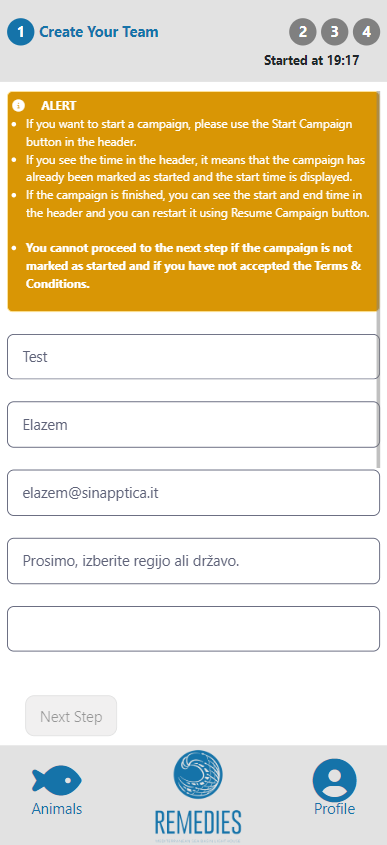 1 Create Your Team
2 3 4
Started at 19:17
ALERT
If you want to start a campaign, please use the Start Campaign
button in the header.
If you see the time in the header, it means that the campaign has
already been marked as started and the start time is displayed.
If the campaign is finished, you can see the start and end time in
the header and you can restart it using Resume Campaign button.
You cannot proceed to the next step if the campaign is not
marked as started and if you have not accepted the Terms &
Conditions.
Test
Elazem
elazem@sinapptica.it
Prosimo, izberite regijo ali državo.
Next Step
Animals
REMEDIES
Profile